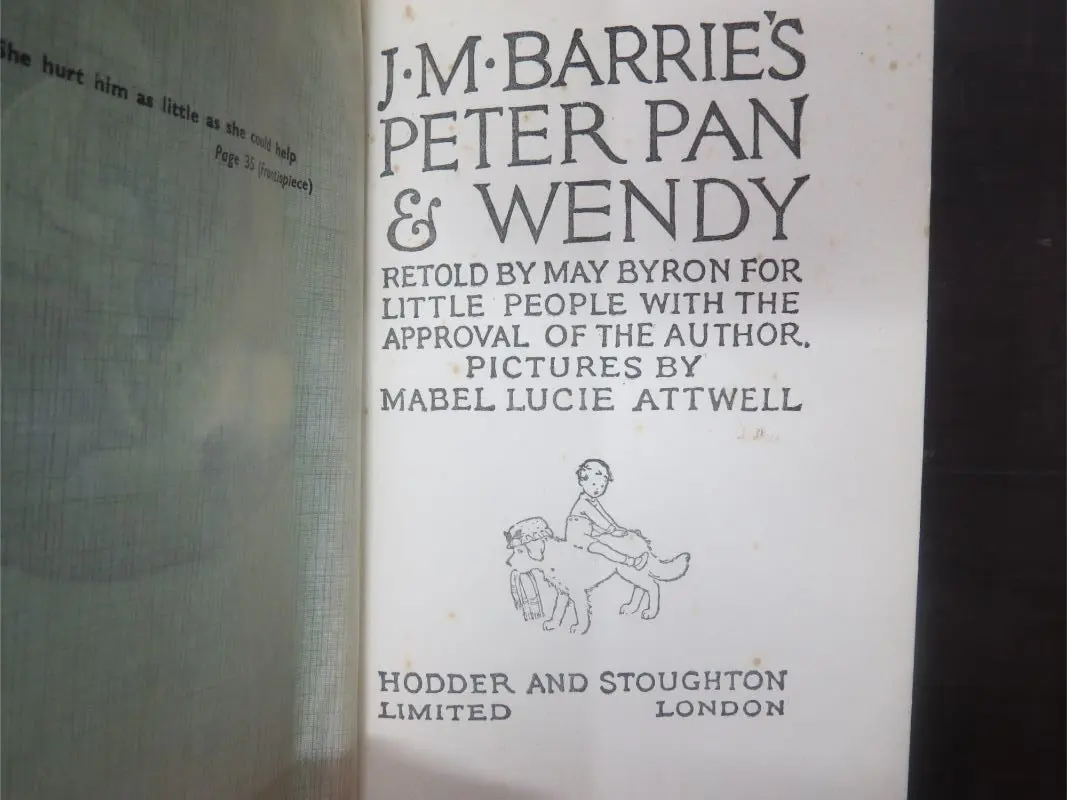 She hurt him as little as she could help
Page 35 (frontispiece)
J·M·BARRIE'S
PETER PAN
& WENDY
RETOLD BY MAY BYRON FOR
LITTLE PEOPLE WITH THE
APPROVAL OF THE AUTHOR.
PICTURES BY
MABEL LUCIE ATTWELL
HODDER AND STOUGHTON
LIMITED LONDON